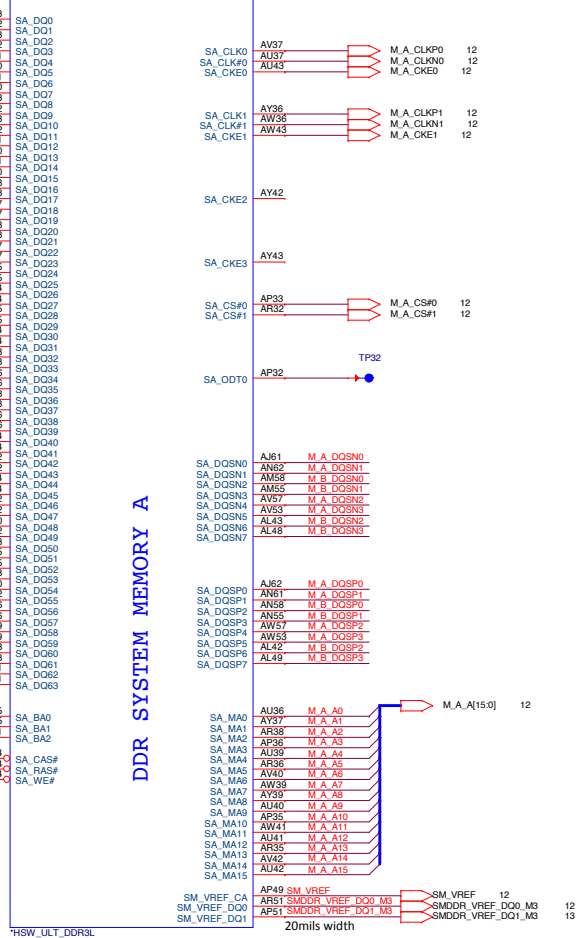 SA_DQ0
SA_DQ1
SA_DQ2
SA_DQ3
SA_DQ4
SA_DQ5
SA_DQ6
SA_DQ7
SA_DQ8
SA_DQ9
SA_DQ10
SA_DQ11
SA_DQ12
SA_DQ13
SA_DQ14
SA_DQ15
SA_DQ16
SA_DQ17
SA_DQ18
SA_DQ19
SA_DQ20
SA_DQ21
SA_DQ22
SA_DQ23
SA_DQ24
SA_DQ25
SA_DQ26
SA_DQ27
SA_DQ28
SA_DQ29
SA_DQ30
SA_DQ31
SA_DQ32
SA_DQ33
SA_DQ34
SA_DQ35
SA_DQ36
SA_DQ37
SA_DQ38
SA_DQ39
SA_DQ40
SA_DQ41
SA_DQ42
SA_DQ43
SA_DQ44
SA_DQ45
SA_DQ46
SA_DQ47
SA_DQ48
SA_DQ49
SA_DQ50
SA_DQ51
SA_DQ52
SA_DQ53
SA_DQ54
SA_DQ55
SA_DQ56
SA_DQ57
SA_DQ58
SA_DQ59
SA_DQ60
SA_DQ61
SA_DQ62
SA_DQ63
SA_BA0
SA_BA1
SA_BA2
SA_CAS#
SA_RAS#
SA_WE#
DDR SYSTEM MEMORY A
SA_CLK0 AV37 M_A_CLKP0 12
SA_CLK#0 AU37 M_A_CLKN0 12
SA_CKE0 AU43 M_A_CKE0 12
SA_CLK1 AY36 M_A_CLKP1 12
SA_CLK#1 AW36 M_A_CLKN1 12
SA_CKE1 AW43 M_A_CKE1 12
SA_CKE2 AY42
SA_CKE3 AY43
SA_CS#0 AP33 M_A_CS#0 12
SA_CS#1 AR32 M_A_CS#1 12
TP32
SA_ODT0 AP32
SA_DQSN0 AJ61 M_A_DQSN0
SA_DQSN1 AN62 M_A_DQSN1
SA_DQSN2 AM58 M_B_DQSN0
SA_DQSN3 AM55 M_B_DQSN1
SA_DQSN4 AV57 M_A_DQSN2
SA_DQSN5 AV53 M_A_DQSN3
SA_DQSN6 AL43 M_B_DQSN2
SA_DQSN7 AL48 M_B_DQSN3
SA_DQSP0 AJ62 M_A_DQSP0
SA_DQSP1 AN61 M_A_DQSP1
SA_DQSP2 AN58 M_B_DQSP0
SA_DQSP3 AN55 M_B_DQSP1
SA_DQSP4 AW57 M_A_DQSP2
SA_DQSP5 AW53 M_A_DQSP3
SA_DQSP6 AL42 M_B_DQSP2
SA_DQSP7 AL49 M_B_DQSP3
M_A_A[15:0] 12
SA_MA0 AU36 M_A_A0
SA_MA1 AY37 M_A_A1
SA_MA2 AR38 M_A_A2
SA_MA3 AP36 M_A_A3
SA_MA4 AU39 M_A_A4
SA_MA5 AR36 M_A_A5
SA_MA6 AV40 M_A_A6
SA_MA7 AW39 M_A_A7
SA_MA8 AY39 M_A_A8
SA_MA9 AU40 M_A_A9
SA_MA10 AP35 M_A_A10
SA_MA11 AW41 M_A_A11
SA_MA12 AU41 M_A_A12
SA_MA13 AR35 M_A_A13
SA_MA14 AV42 M_A_A14
SA_MA15 AU42 M_A_A15
SM_VREF_CA AP49 SM_VREF SM_VREF 12
SM_VREF_DQ0 AR51 SMDDR_VREF_DQ0_M3 SMDDR_VREF_DQ0_M3 12
SM_VREF_DQ1 AP51 SMDDR_VREF_DQ1_M3 SMDDR_VREF_DQ1_M3 13
20mils width
*HSW_ULT_DDR3L